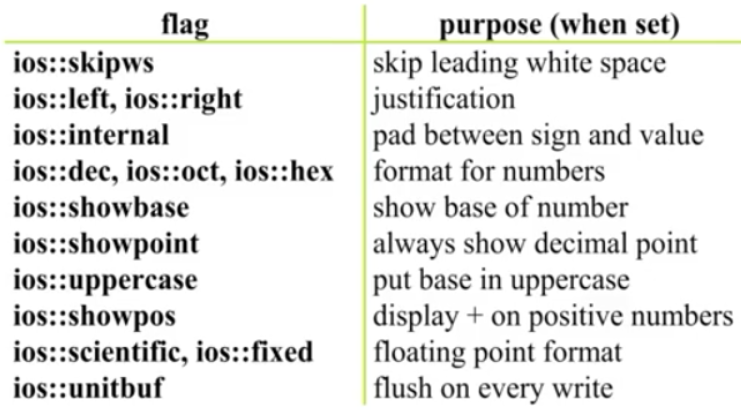 flag purpose (when set)
ios::skipws skip leading white space
ios::left, ios::right justification
ios::internal pad between sign and value
ios::dec, ios::oct, ios::hex format for numbers
ios::showbase show base of number
ios::showpoint always show decimal point
ios::uppercase put base in uppercase
ios::showpos display + on positive numbers
ios::scientific, ios::fixed floating point format
ios::unitbuf flush on every write